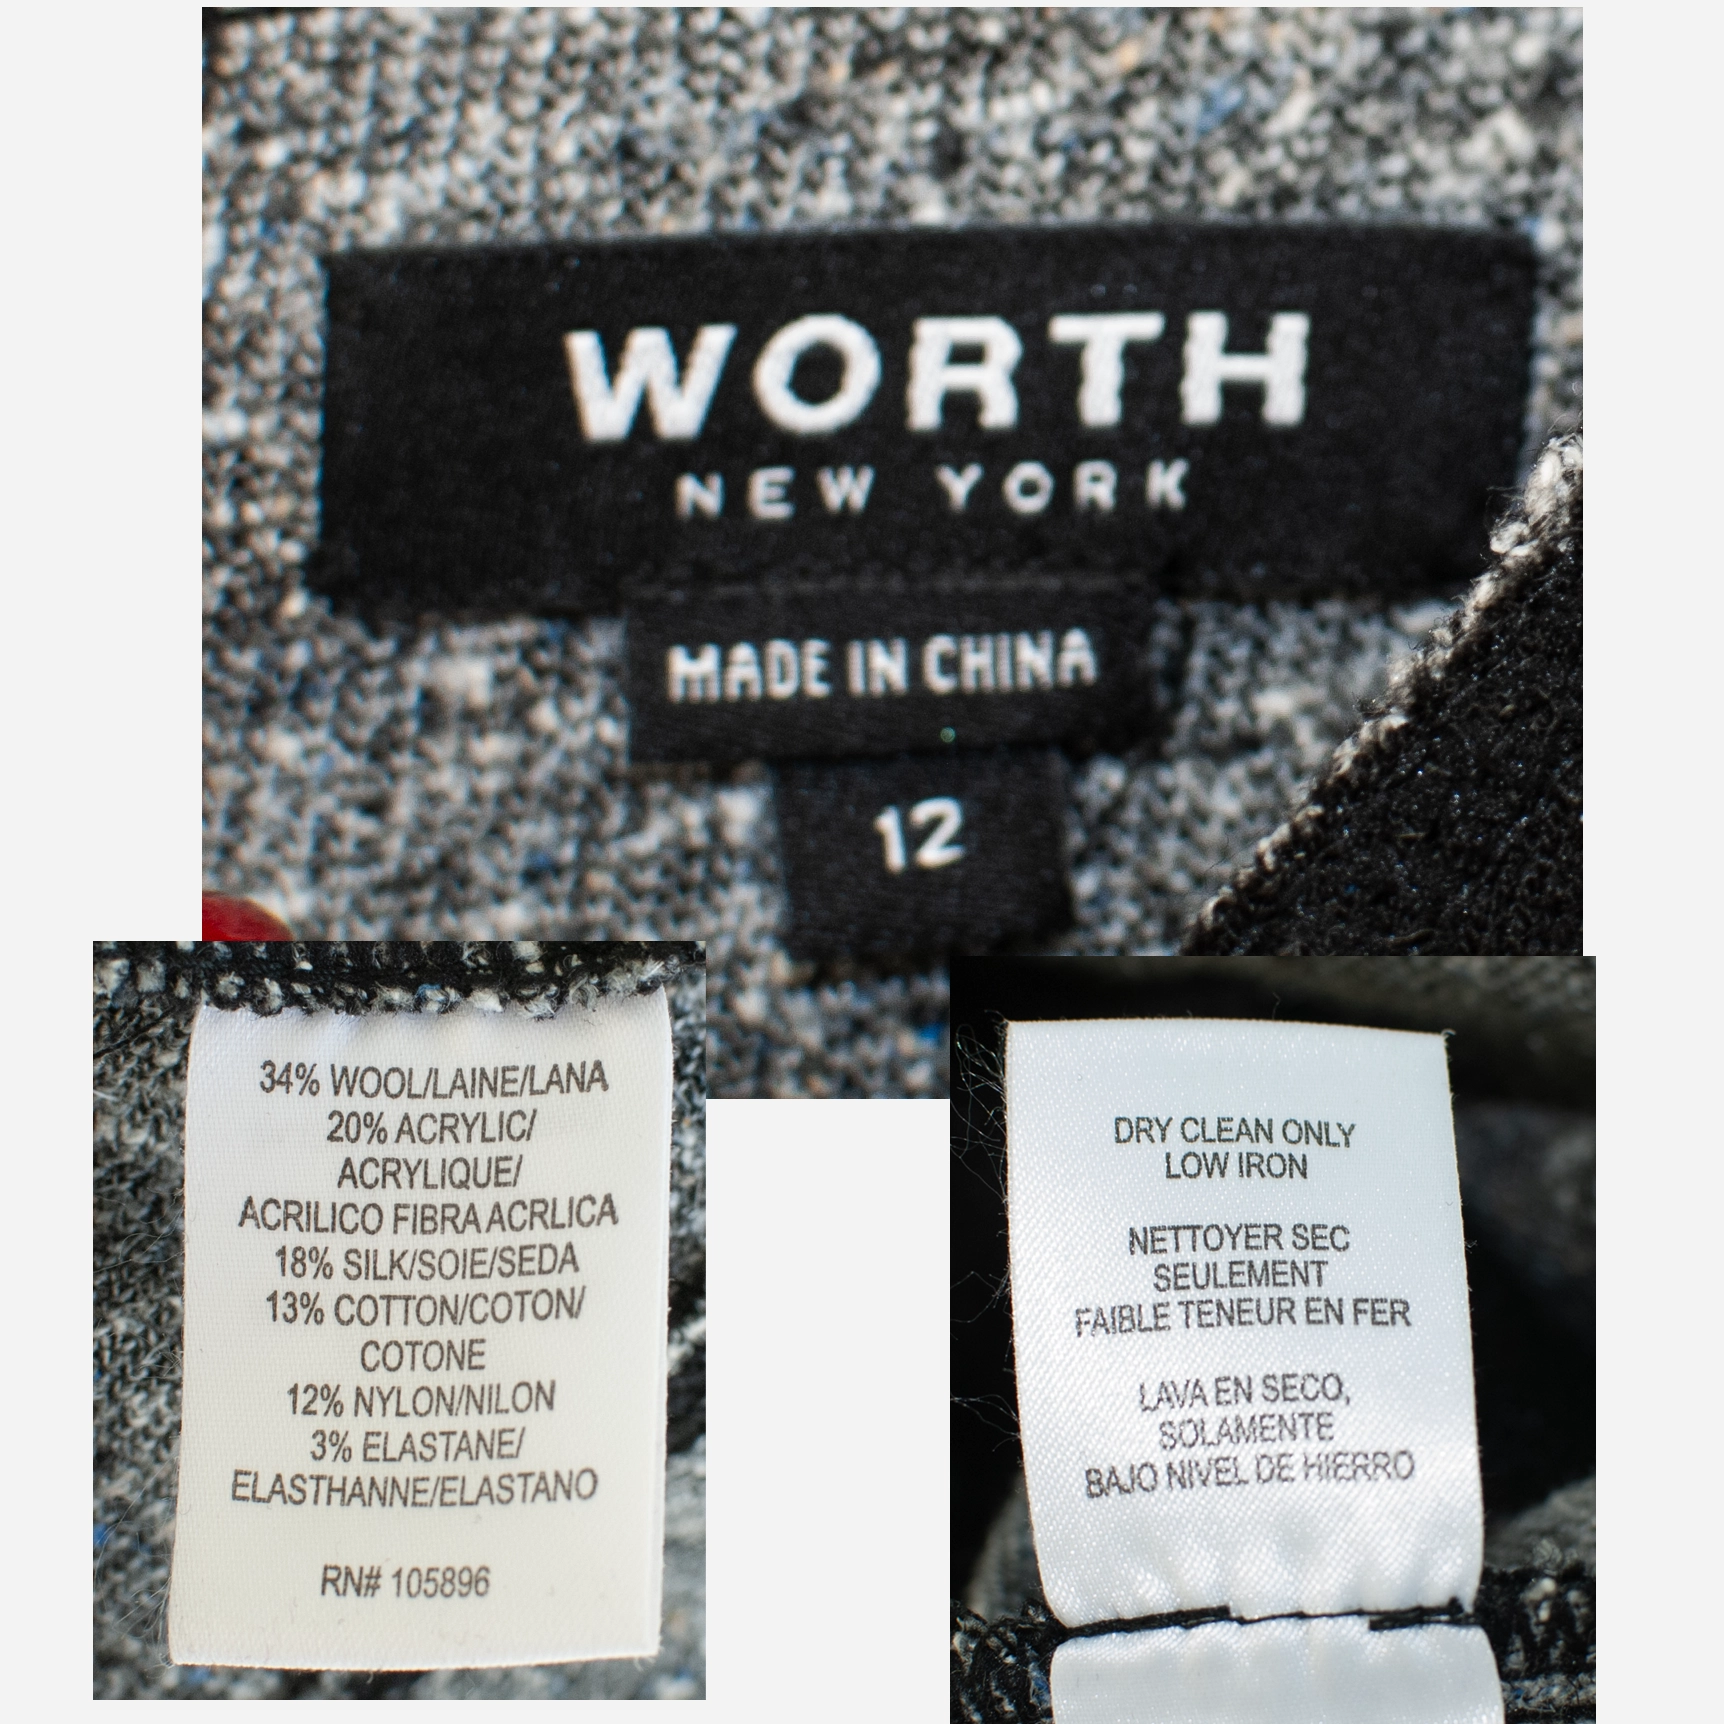 WORTH
NEW YORK
MADE IN CHINA
12
34% WOOL/LAINE/LANA
20% ACRYLIC/
ACRYLIQUE/
ACRILICO FIBRA ACRLICA
18% SILK/SOIE/SEDA
13% COTTON/COTON/
COTONE
12% NYLON/NILON
3% ELASTANE/
ELASTHANNE/ELASTANO
RN# 105896
DRY CLEAN ONLY
LOW IRON
NETTOYER SEC
SEULEMENT
FAIBLE TENEUR EN FER
LAVA EN SECO,
SOLAMENTE
BAJO NIVEL DE HIERRO